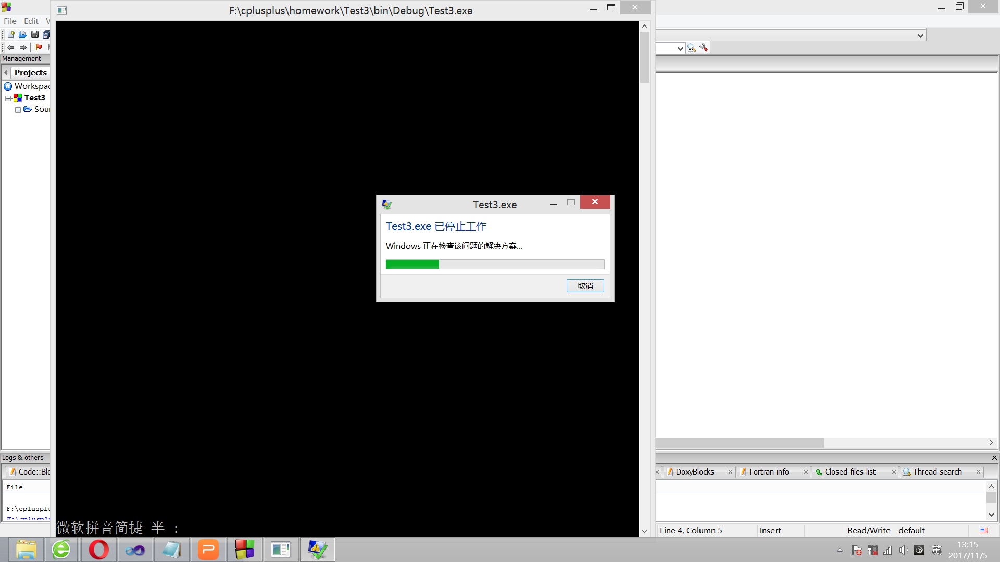 F:\cplusplus\homework\Test3\bin\Debug\Test3.exe
File Edit V
Management
Projects
Workspac
Test3
Sour
Test3.exe
Test3.exe 已停止工作
Windows 正在检查该问题的解决方案...
取消
Logs & others
Code::Blo
DoxyBlocks
Fortran info
Closed files list
Thread search
File
F:\cplusplu
F:\cplusplu
微软拼音简捷 半 :
Line 4, Column 5
Insert
Read/Write
default
英
13:15
2017/11/5